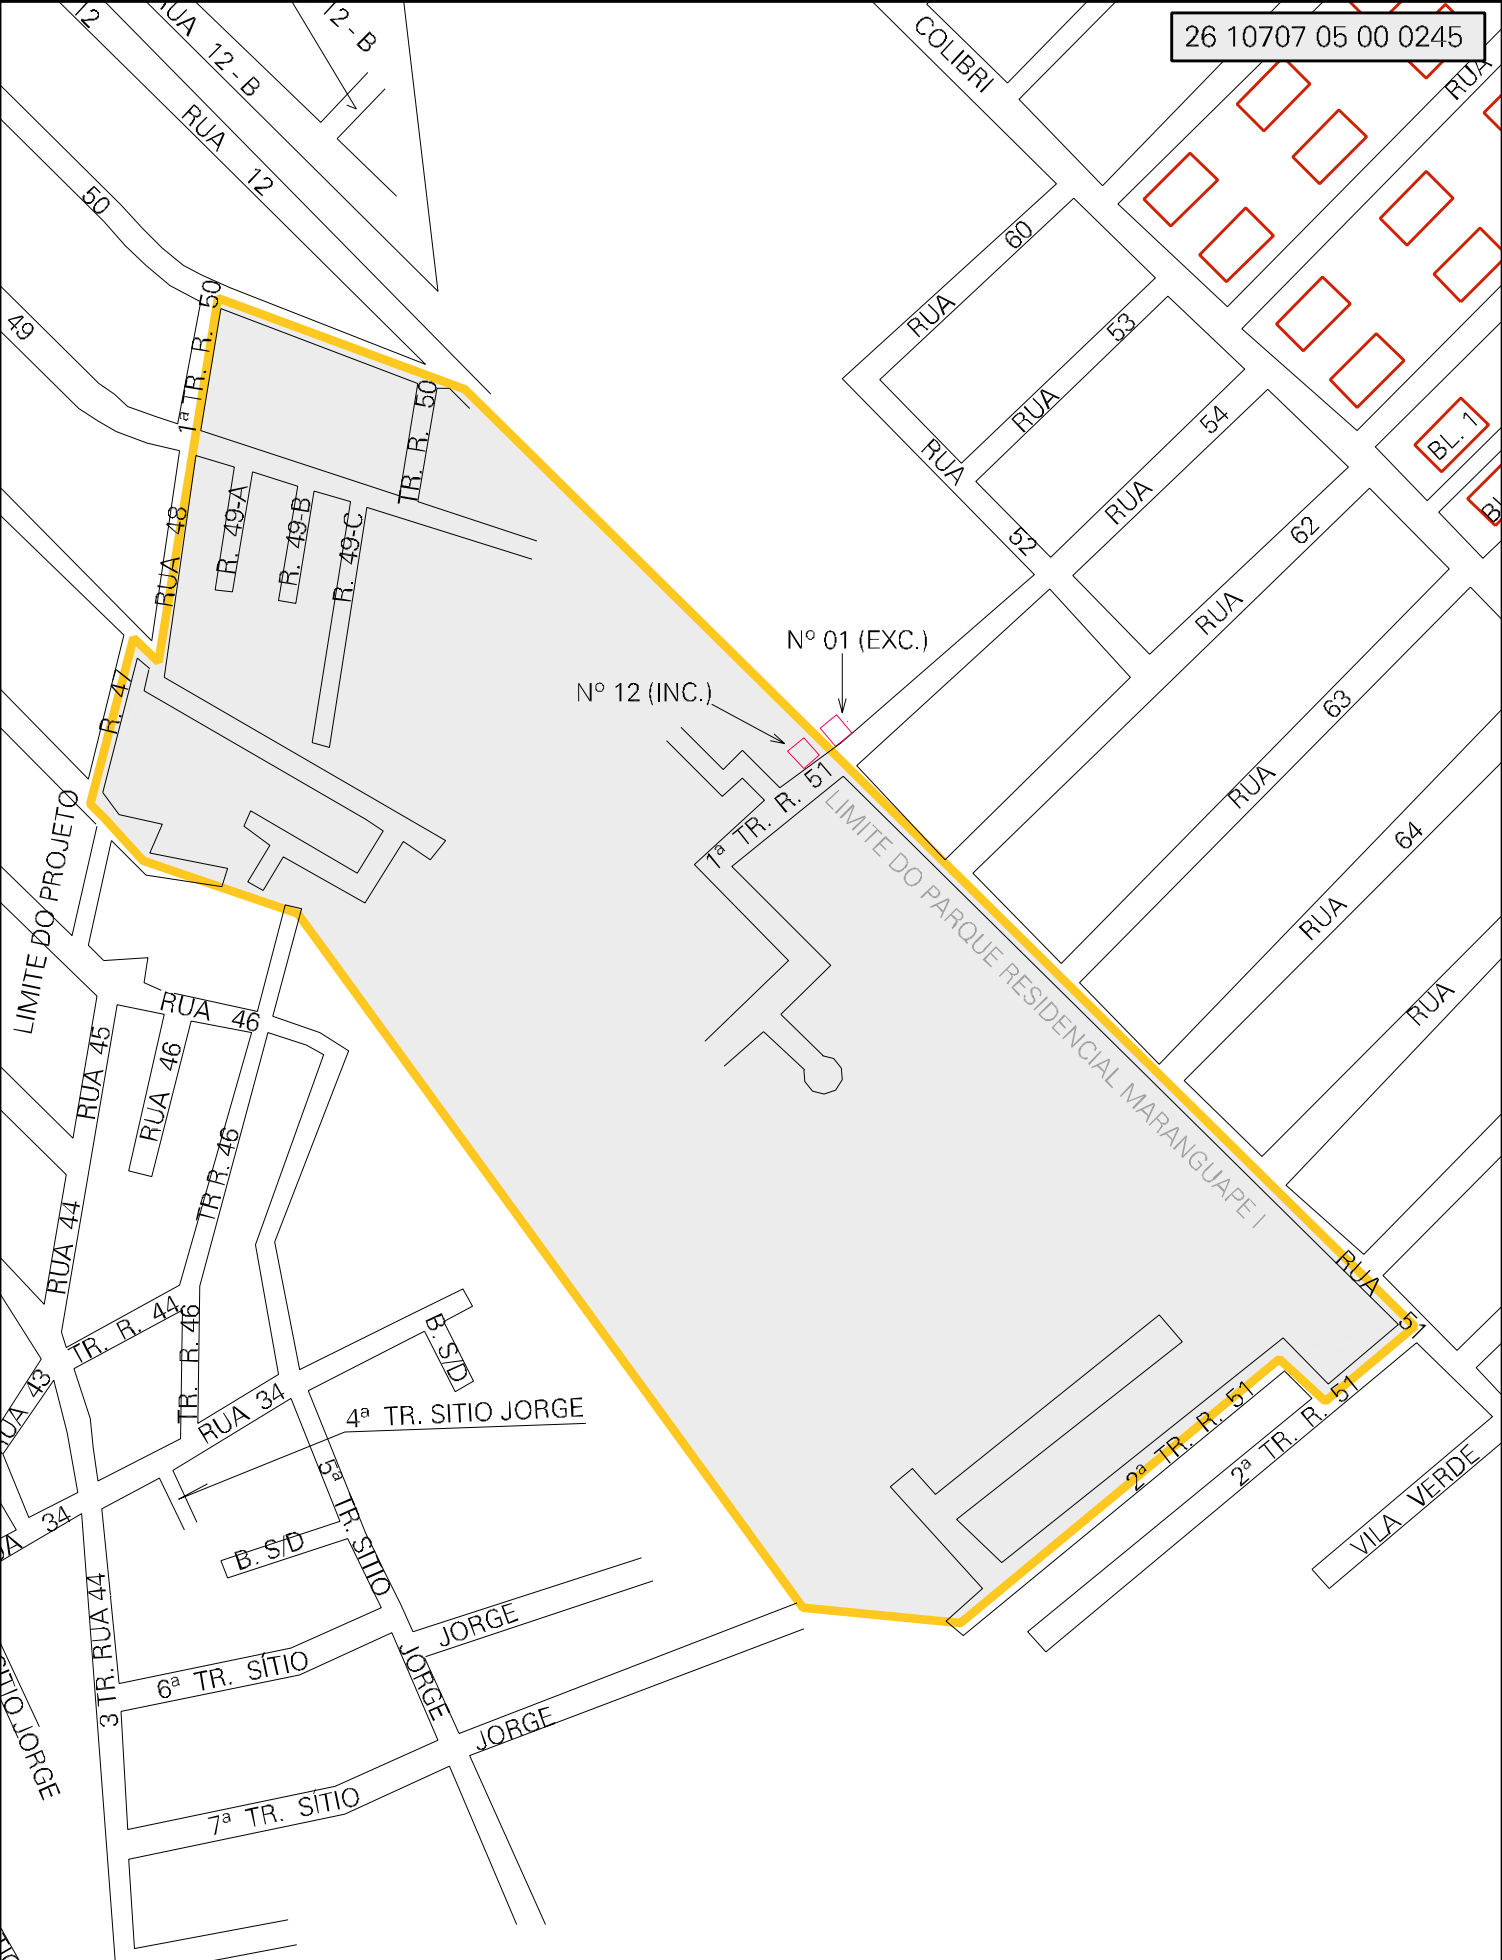 26 10707 05 00 0245
12
RUA 12 - B
12 - B
COLIBRI
RUA
RUA 12
50
60
RUA
49
1ª TR. R. 50
TR. R. 50
53
RUA
54
RUA
BL. 1
RUA
52
62
RUA
R. 49-A
R. 49-B
R. 49-C
RUA 48
Nº 01 (EXC.)
Nº 12 (INC.)
R. 47
63
RUA
1ª TR. R. 51
LIMITE DO PROJETO
LIMITE DO PARQUE RESIDENCIAL MARANGUAPE I
64
RUA
RUA
RUA 46
RUA 45
RUA 46
TR R. 46
RUA 44
TR. R. 44
TR. R. 46
RUA 51
B. S/D
RUA 43
RUA 34
4ª TR. SITIO JORGE
2ª TR. R. 51
2ª TR. R. 51
VILA VERDE
34
5ª TR. SITIO JORGE
B. S/D
3 TR. RUA 44
6ª TR. SÍTIO JORGE
SITIO JORGE
7ª TR. SÍTIO JORGE